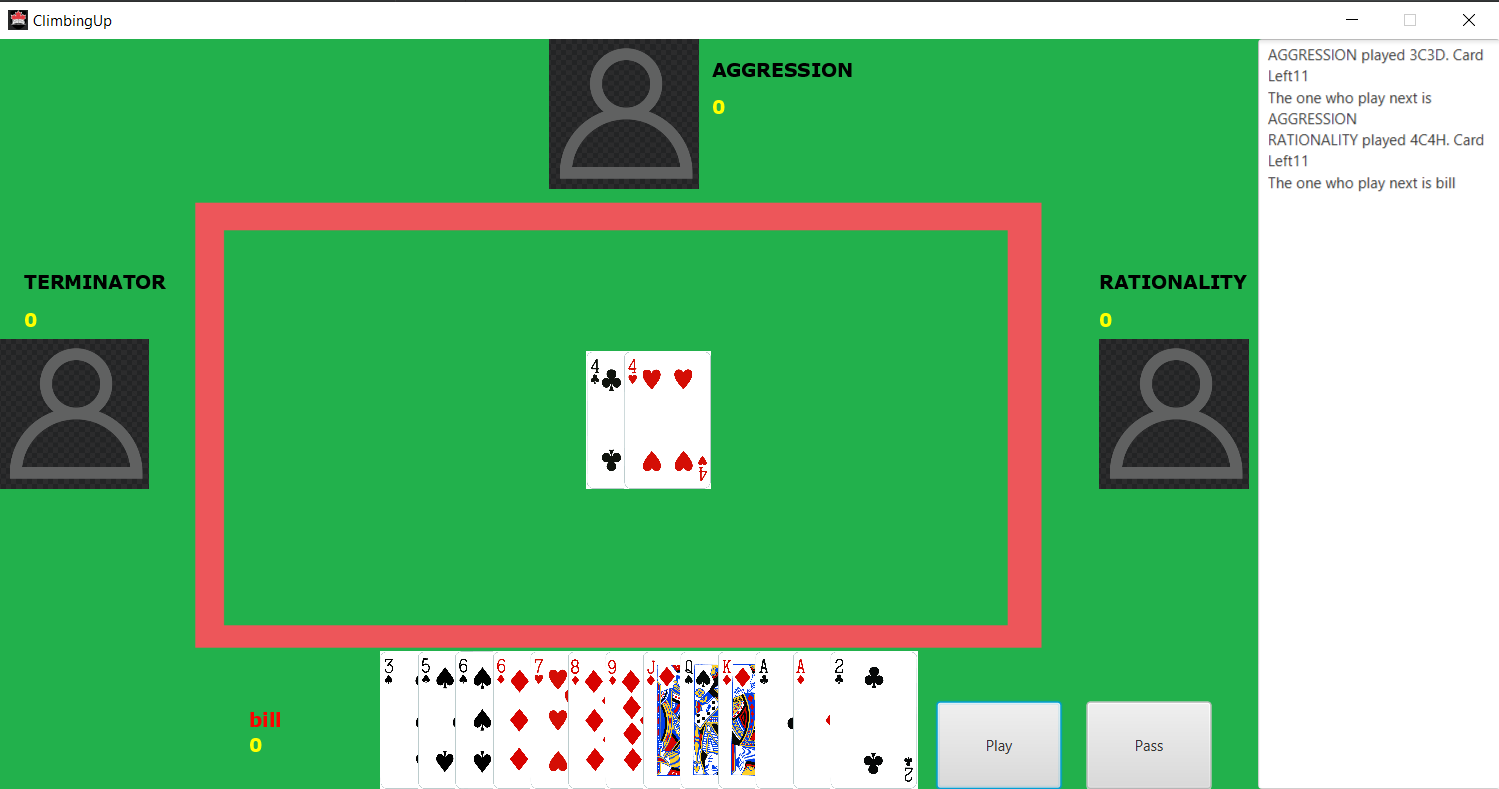 ClimbingUp
AGGRESSION
0
AGGRESSION played 3C3D. Card
Left11
The one who play next is
AGGRESSION
RATIONALITY played 4C4H. Card
Left11
The one who play next is bill
TERMINATOR
0
RATIONALITY
0
4 4
4
3 5 6 6 7 8 9 J Q K A A 2
2
bill
0
Play
Pass